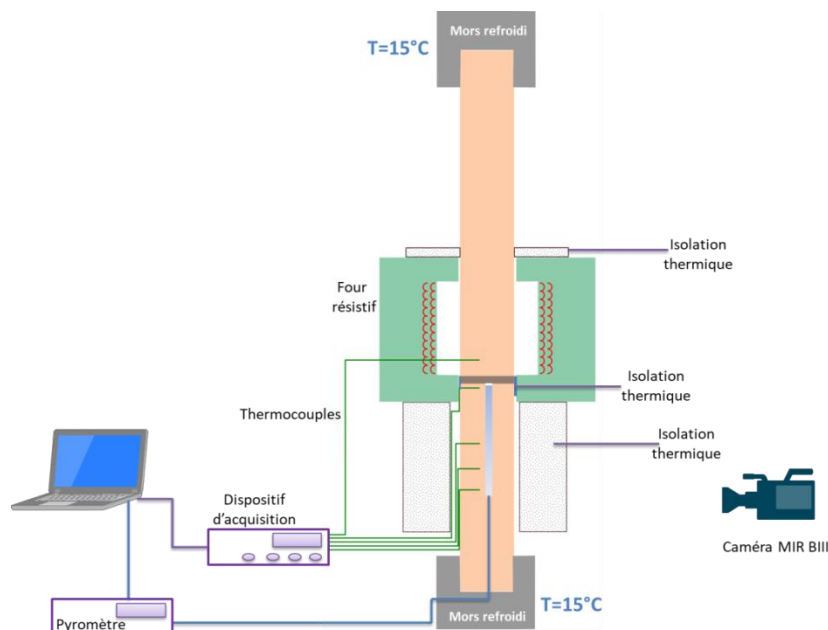 Mors refroidi
T=15°C
Isolation
thermique
Four
résistif
Isolation
thermique
Thermocouples
Isolation
thermique
Dispositif
d'acquisition
Caméra MIR BIII
Pyromètre
Mors refroidi
T=15°C